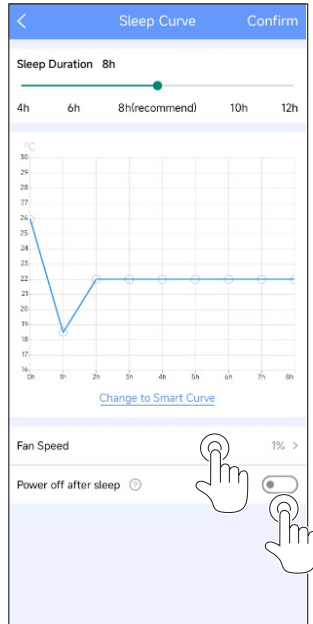 Sleep Curve Confirm
Sleep Duration 8h
4h 6h 8h(recommend) 10h 12h
°C
30
29
28
27
26
25
24
23
22
21
20
19
18
17
16
0h 1h 2h 3h 4h 5h 6h 7h 8h
Change to Smart Curve
Fan Speed 1% >
Power off after sleep ?